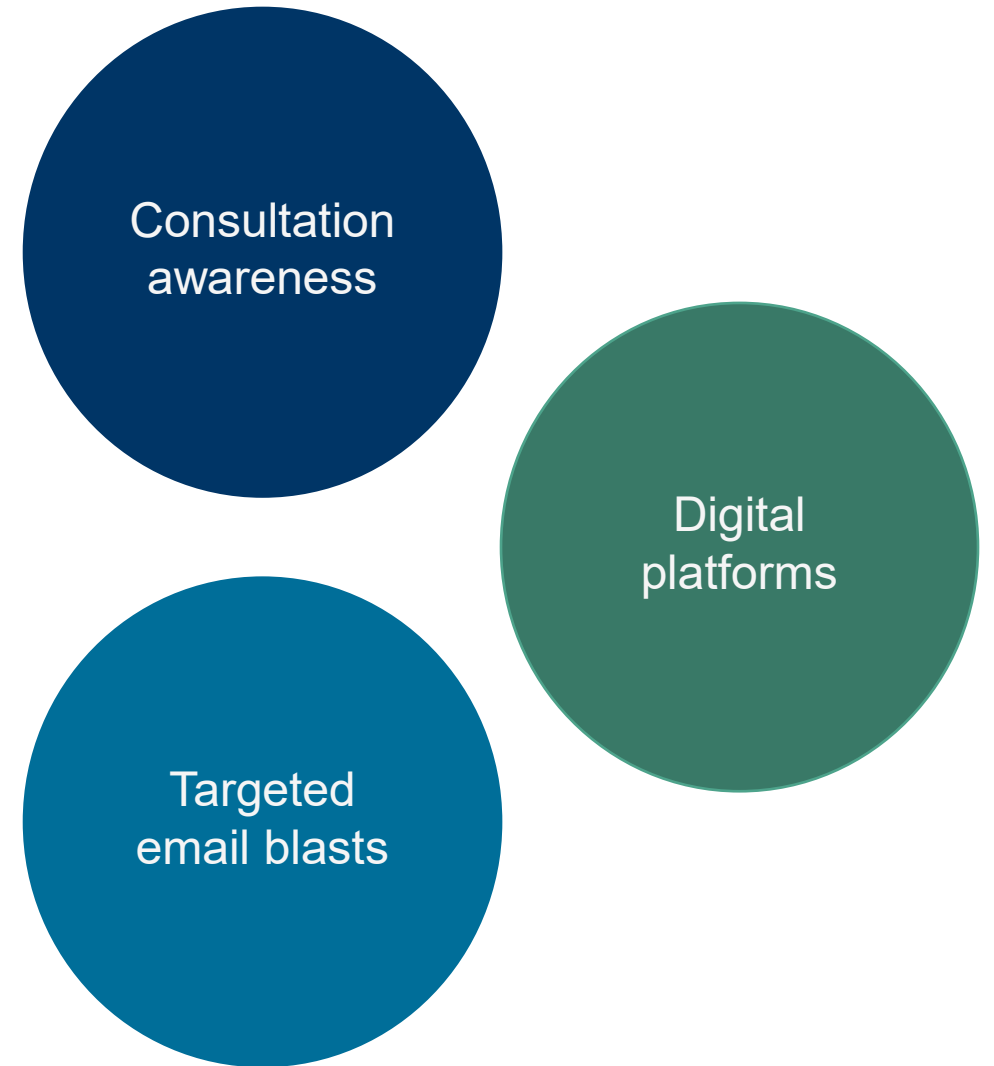 Consultation
awareness
Digital
platforms
Targeted
email blasts